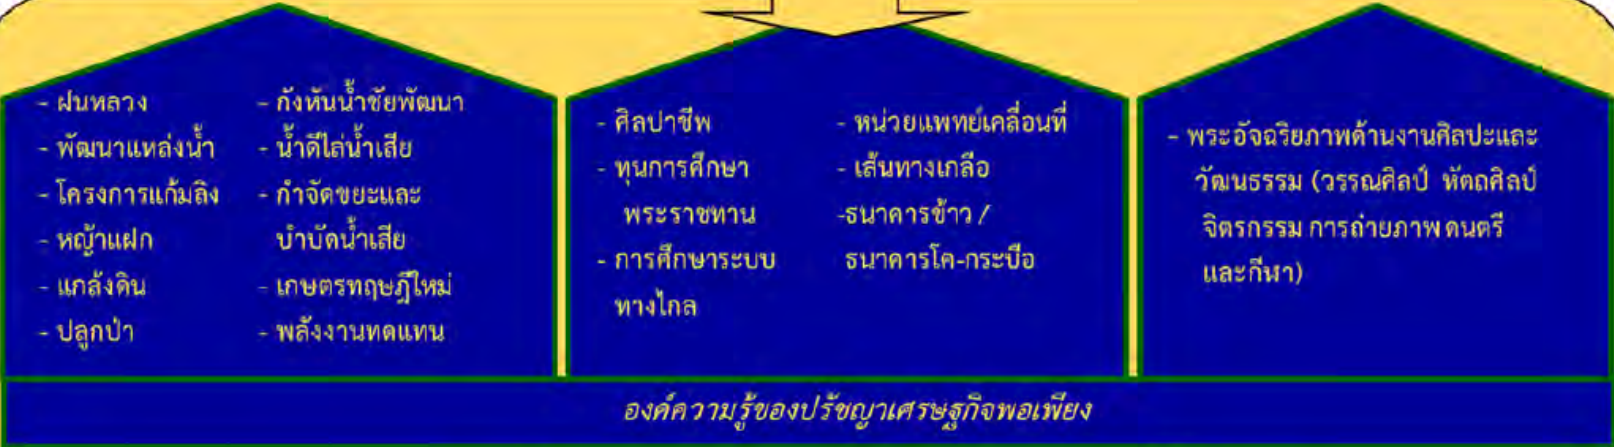 - ฝนหลวง
- พัฒนาแหล่งน้ำ
- โครงการแก้มลิง
- หญ้าแฝก
- แกล้งดิน
- ปลูกป่า
- กังหันน้ำชัยพัฒนา
- น้ำดีไล่น้ำเสีย
- กำจัดขยะและ
บำบัดน้ำเสีย
- เกษตรทฤษฎีใหม่
- พลังงานทดแทน
- ศิลปาชีพ
- ทุนการศึกษา
พระราชทาน
- การศึกษาระบบ
ทางไกล
- หน่วยแพทย์เคลื่อนที่
- เส้นทางเกลือ
-ธนาคารข้าว /
ธนาคารโค-กระบือ
- พระอัจฉริยภาพด้านงานศิลปะและ
วัฒนธรรม (วรรณศิลป์ หัตถศิลป์
จิตรกรรม การถ่ายภาพ ดนตรี
และกีฬา)
องค์ความรู้ของปรัชญาเศรษฐกิจพอเพียง